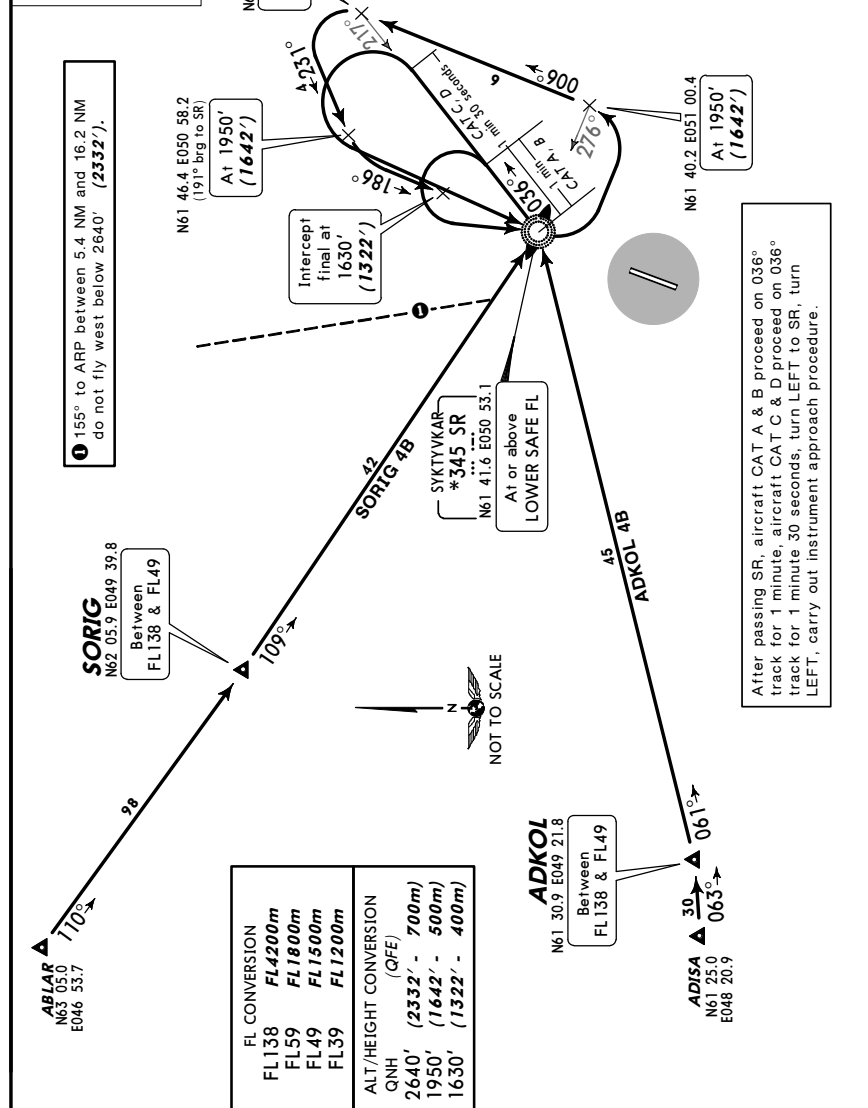 ❶ 155° to ARP between 5.4 NM and 16.2 NM
do not fly west below 2640' (2332').
217°
231°
4
N61 46.4 E050 58.2
(191° brg to SR)
At 1950'
(1642')
186°
Intercept
final at
1630'
(1322')
036°
CAT C, D
1 min 30 seconds
1 min
CAT A, B
9
006°
276°
N61 40.2 E051 00.4
At 1950'
(1642')
❶
ABLAR
N63 05.0
E046 53.7
110°
98
SORIG
N62 05.9 E049 39.8
Between
FL138 & FL49
109°
42
SORIG 4B
SYKTYVKAR
*345 SR
N61 41.6 E050 53.1
At or above
LOWER SAFE FL
N
NOT TO SCALE
ADISA
N61 25.0
E048 20.9
30
063°
ADKOL
N61 30.9 E049 21.8
Between
FL138 & FL49
061°
45
ADKOL 4B
FL CONVERSION
FL138 FL4200m
FL59 FL1800m
FL49 FL1500m
FL39 FL1200m
ALT/HEIGHT CONVERSION
QNH (QFE)
2640' (2332' - 700m)
1950' (1642' - 500m)
1630' (1322' - 400m)
After passing SR, aircraft CAT A & B proceed on 036°
track for 1 minute, aircraft CAT C & D proceed on 036°
track for 1 minute 30 seconds, turn LEFT to SR, turn
LEFT, carry out instrument approach procedure.